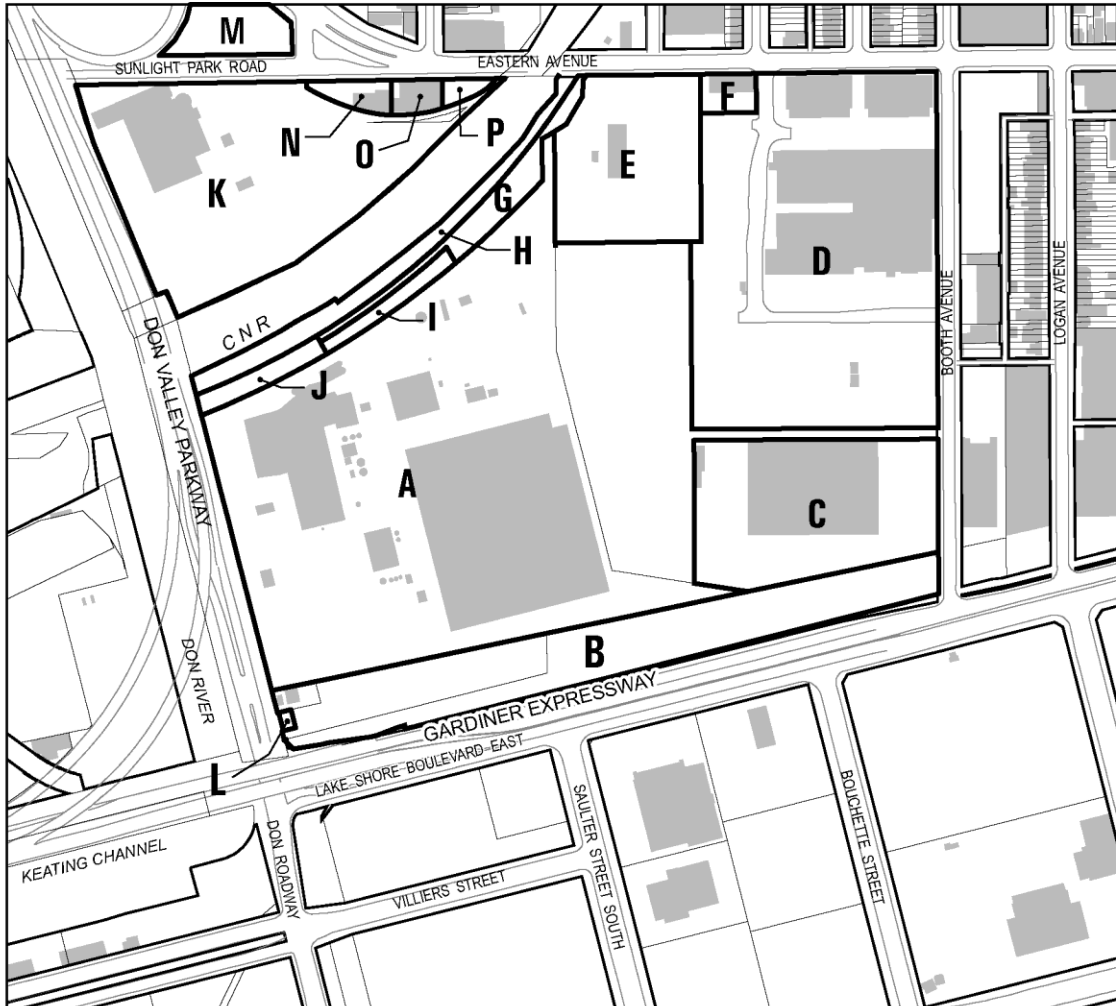 M
SUNLIGHT PARK ROAD
EASTERN AVENUE
F
N
O
P
E
K
G
H
D
I
CNR
J
DON VALLEY PARKWAY
BOOTH AVENUE
LOGAN AVENUE
A
C
B
DON RIVER
GARDINER EXPRESSWAY
L
LAKE SHORE BOULEVARD EAST
KEATING CHANNEL
DON ROADWAY
VILLIERS STREET
SAULTER STREET SOUTH
BOUCHETTE STREET